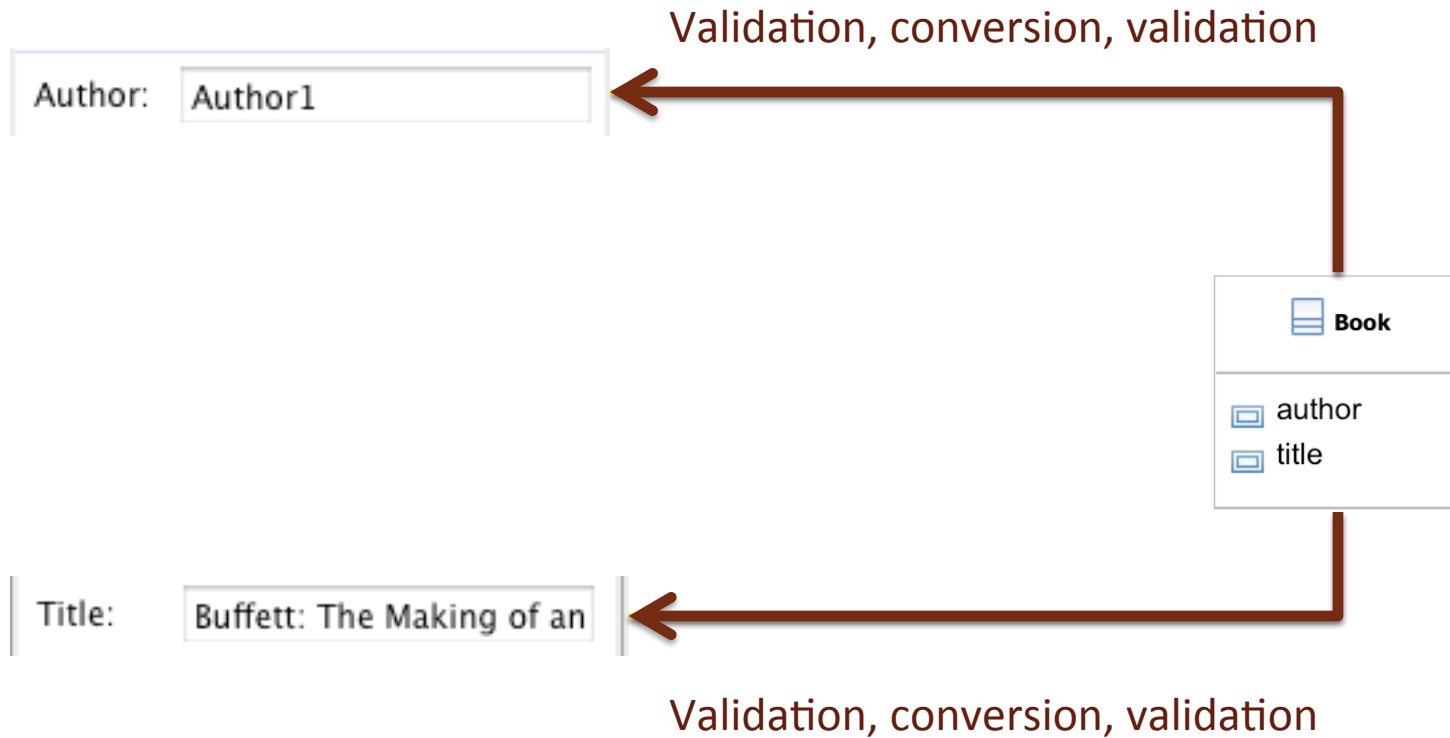 Validation, conversion, validation
Author: Author1
Book
author
title
Title: Buffett: The Making of an
Validation, conversion, validation